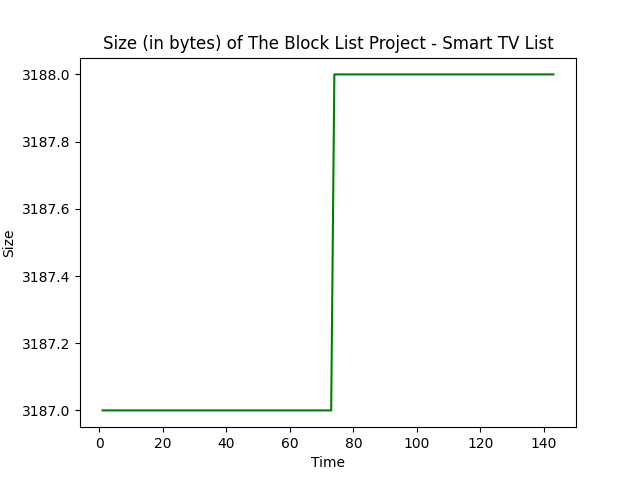 Size (in bytes) of The Block List Project - Smart TV List
3188.0
3187.8
3187.6
3187.4
3187.2
3187.0
Size
0 20 40 60 80 100 120 140
Time